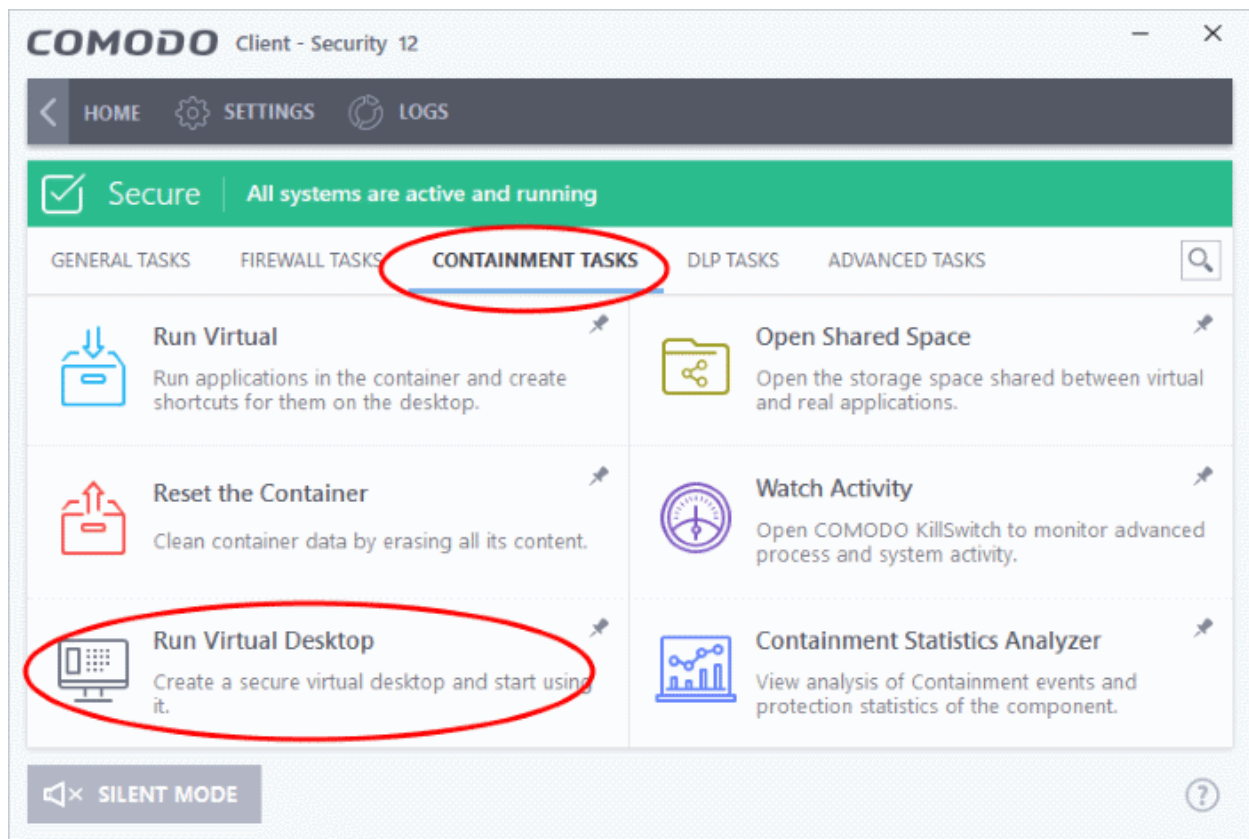 COMODO Client - Security 12
HOME SETTINGS LOGS
Secure All systems are active and running
GENERAL TASKS FIREWALL TASKS CONTAINMENT TASKS DLP TASKS ADVANCED TASKS
Run Virtual
Run applications in the container and create
shortcuts for them on the desktop.
Open Shared Space
Open the storage space shared between virtual
and real applications.
Reset the Container
Clean container data by erasing all its content.
Watch Activity
Open COMODO KillSwitch to monitor advanced
process and system activity.
Run Virtual Desktop
Create a secure virtual desktop and start using
it.
Containment Statistics Analyzer
View analysis of Containment events and
protection statistics of the component.
SILENT MODE
?